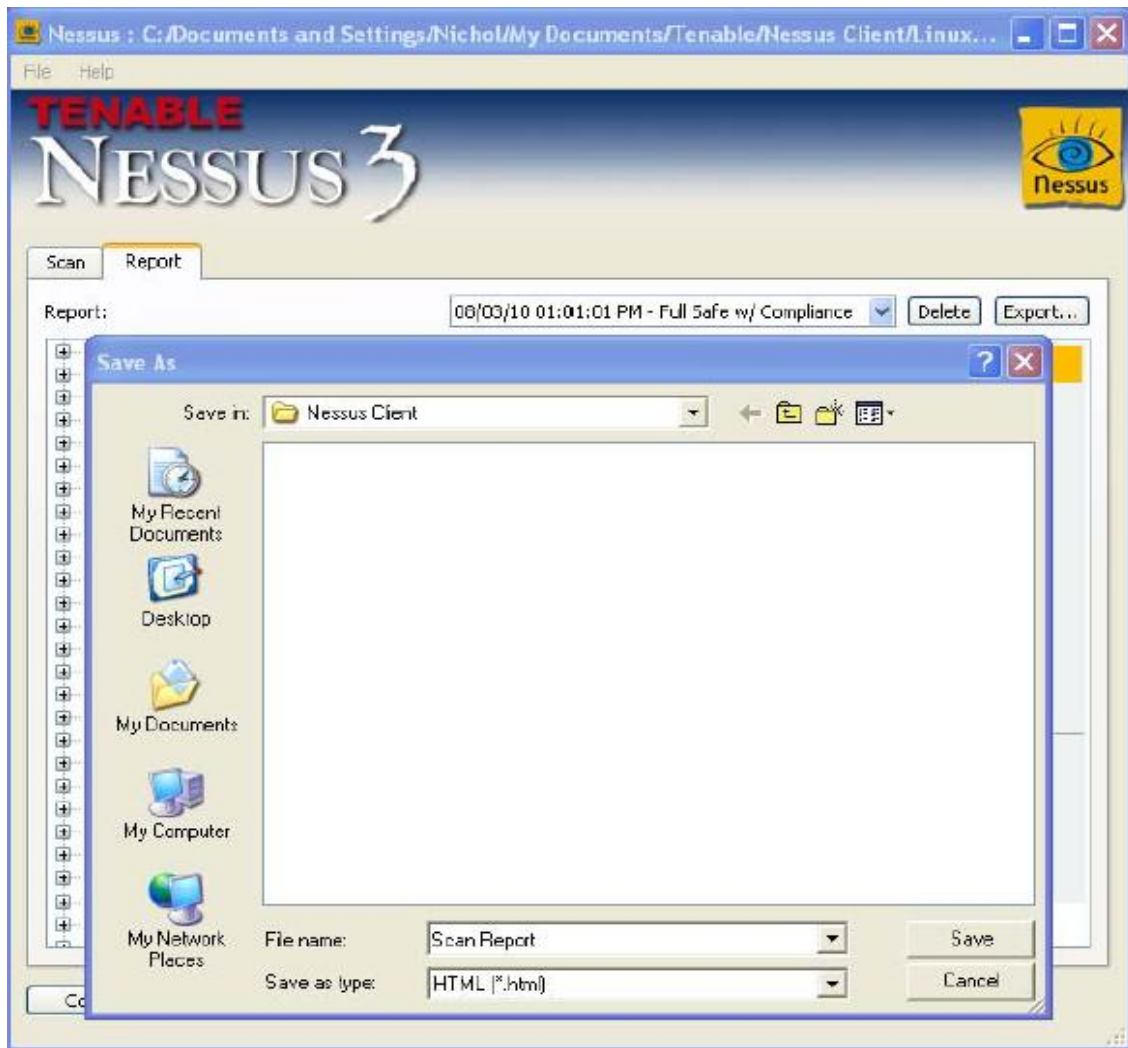 Nessus : C:/Documents and Settings/Nichol/My Documents/Tenable/Nessus Client/Linux...
File Help
TENABLE
NESSUS 3
Nessus
Scan Report
Report: 08/03/10 01:01:01 PM - Full Safe w/ Compliance Delete Export...
Save As
Save in: Nessus Client
My Recent
Documents
Desktop
My Documents
My Computer
My Network
Places
File name: Scan Report Save
Save as type: HTML (*.html) Cancel